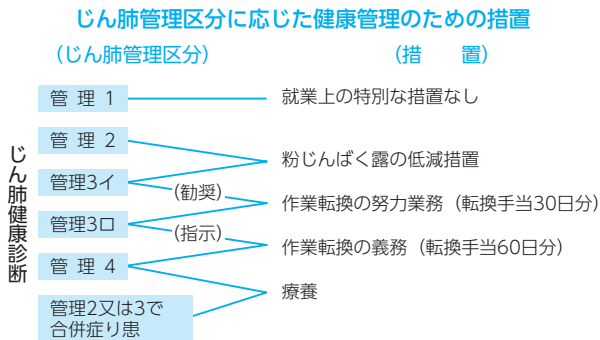 じん肺管理区分に応じた健康管理のための措置
（じん肺管理区分） （措　置）
じん肺健康診断
管 理 1　就業上の特別な措置なし
管 理 2
粉じんばく露の低減措置
管理3イ
（勧奨）
作業転換の努力業務（転換手当30日分）
管理3ロ
（指示）
作業転換の義務（転換手当60日分）
管 理 4
療養
管理2又は3で
合併症り患